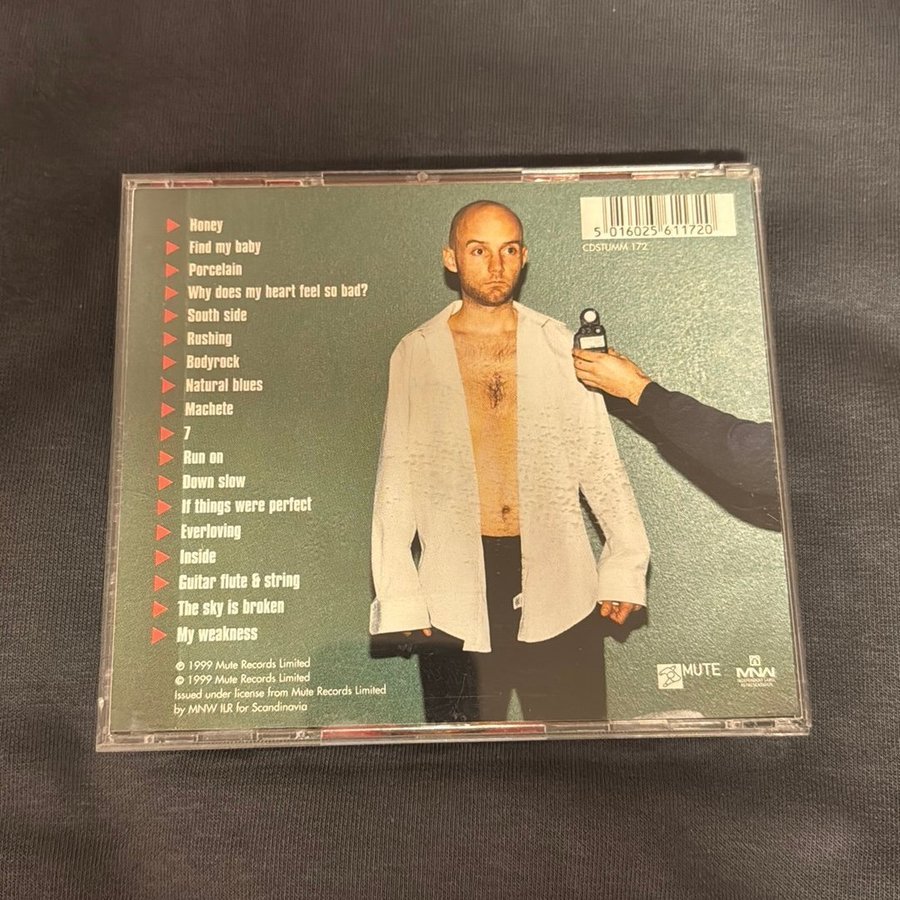 Honey
Find my baby
Porcelain
Why does my heart feel so bad?
South side
Rushing
Bodyrock
Natural blues
Machete
7
Run on
Down slow
If things were perfect
Everloving
Inside
Guitar flute & string
The sky is broken
My weakness
℗ 1999 Mute Records Limited
© 1999 Mute Records Limited
Issued under license from Mute Records Limited
by MNW ILR for Scandinavia
5 016025 611720
CDSTUMM 172
MUTE
MNW